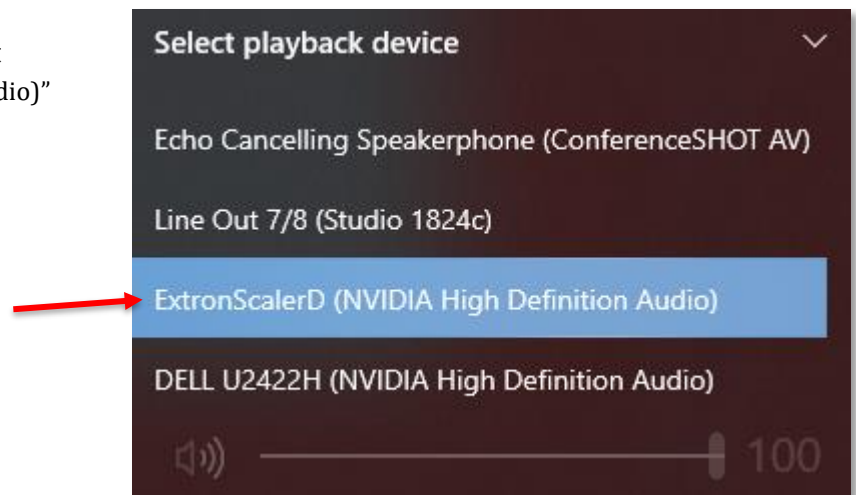 dio)”
Select playback device
Echo Cancelling Speakerphone (ConferenceSHOT AV)
Line Out 7/8 (Studio 1824c)
ExtronScalerD (NVIDIA High Definition Audio)
DELL U2422H (NVIDIA High Definition Audio)
100